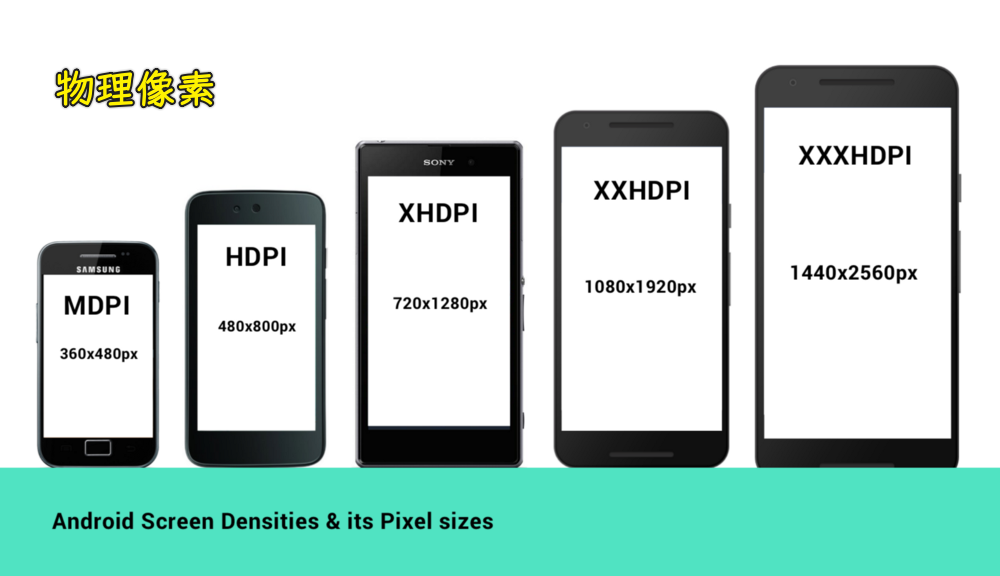 物理像素
SAMSUNG
MDPI
360x480px
HDPI
480x800px
SONY
XHDPI
720x1280px
XXHDPI
1080x1920px
XXXHDPI
1440x2560px
Android Screen Densities & its Pixel sizes